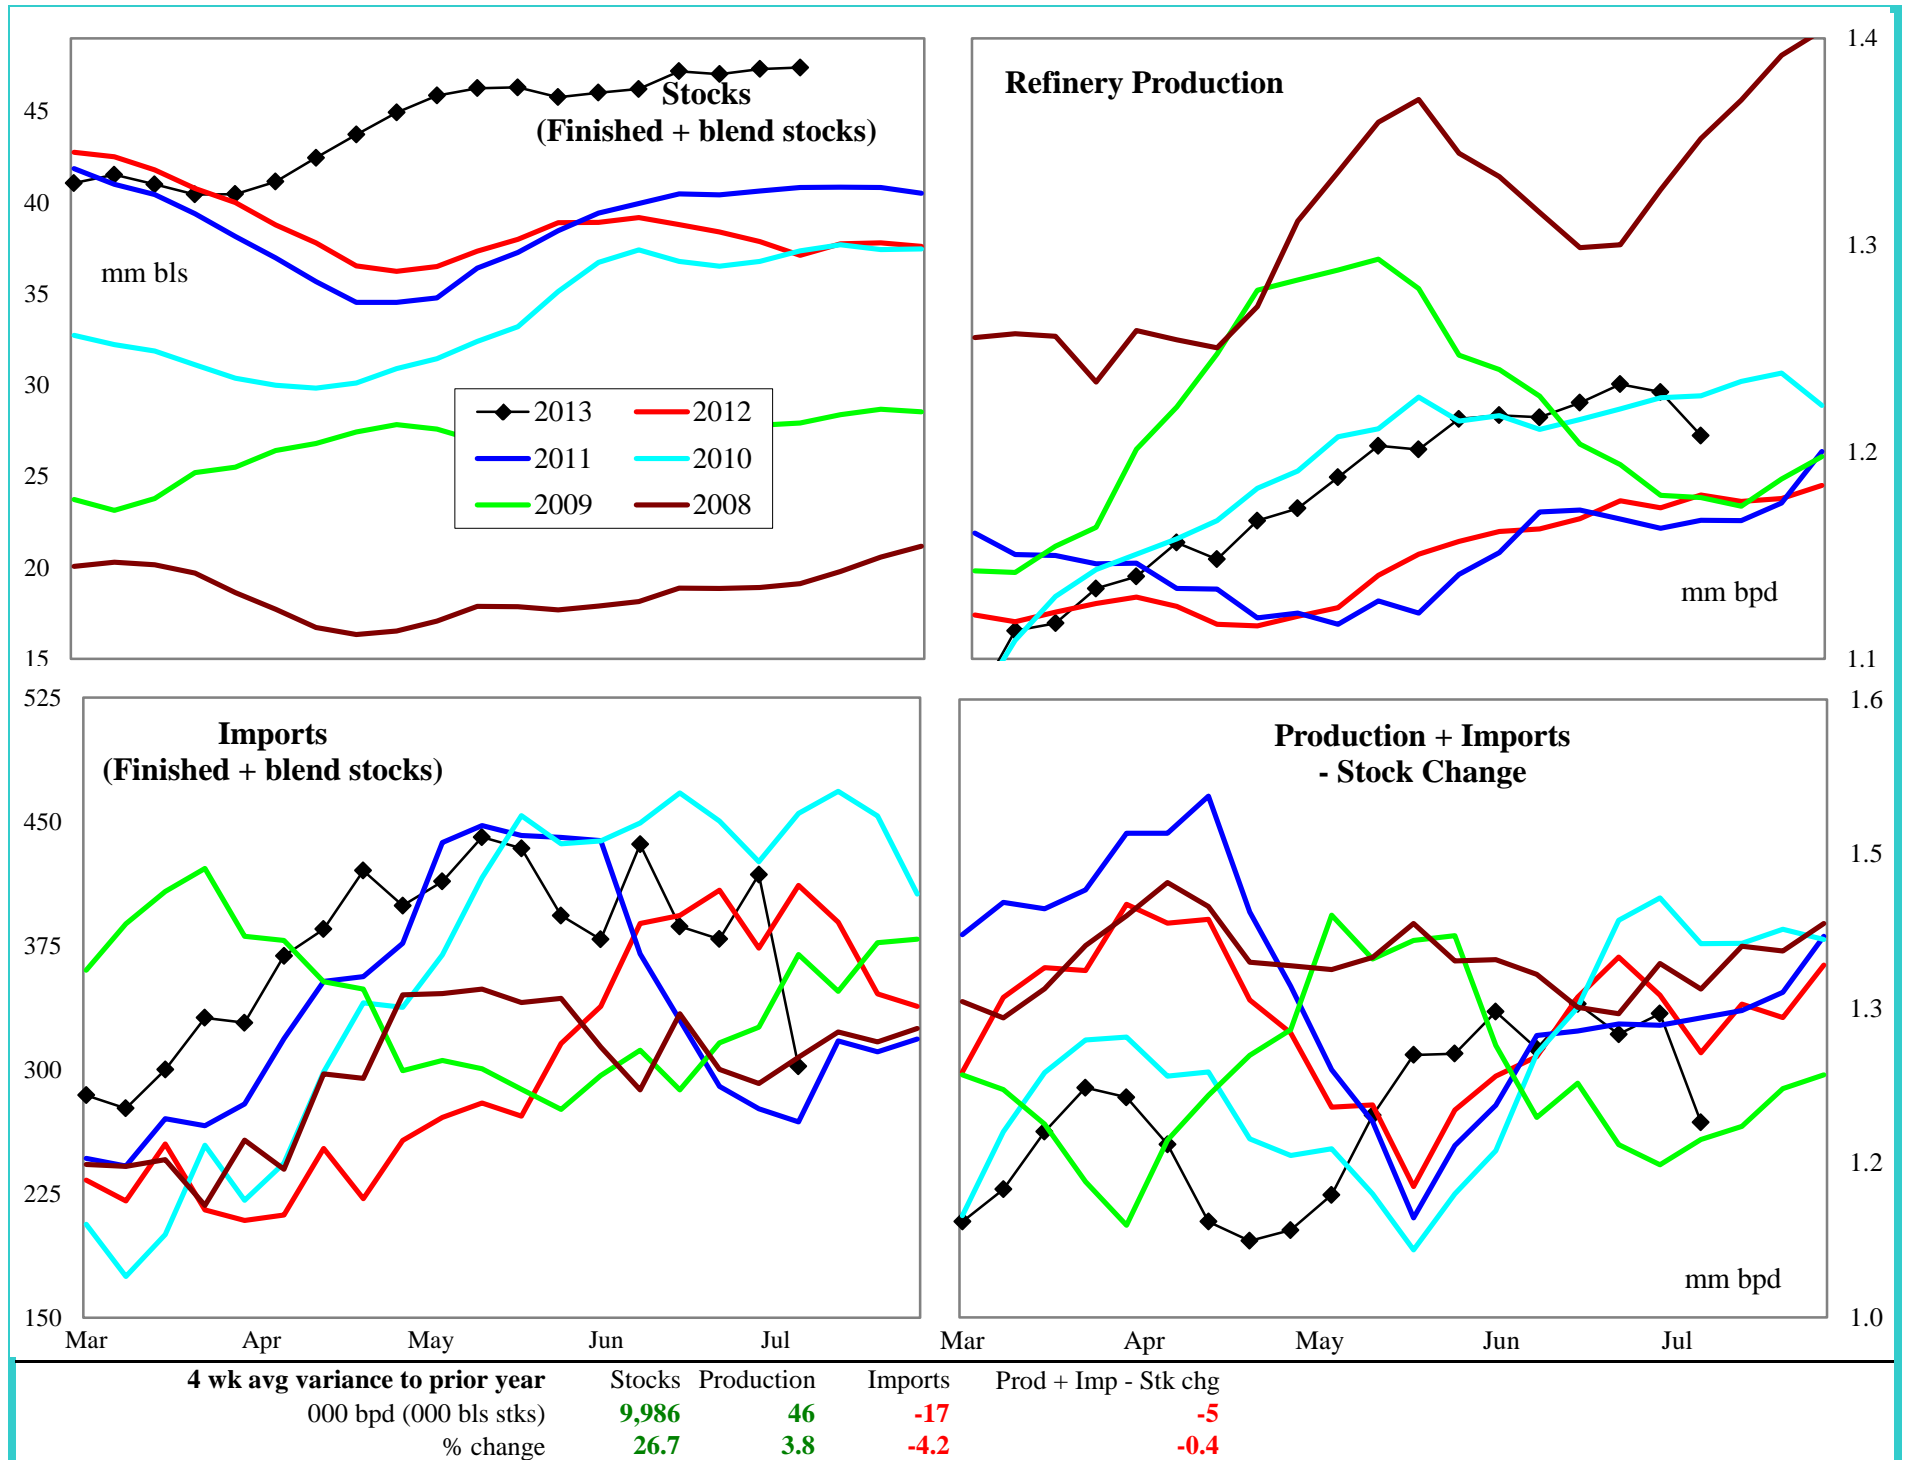 Stocks
(Finished + blend stocks)
mm bls
45
40
35
30
25
20
15
2013
2012
2011
2010
2009
2008
Refinery Production
mm bpd
1.4
1.3
1.2
1.1
Imports
(Finished + blend stocks)
525
450
375
300
225
150
Mar Apr May Jun Jul
Production + Imports
- Stock Change
mm bpd
1.6
1.5
1.3
1.2
1.0
Mar Apr May Jun Jul
4 wk avg variance to prior year Stocks Production Imports Prod + Imp - Stk chg
000 bpd (000 bls stks) 9,986 46 -17 -5
% change 26.7 3.8 -4.2 -0.4